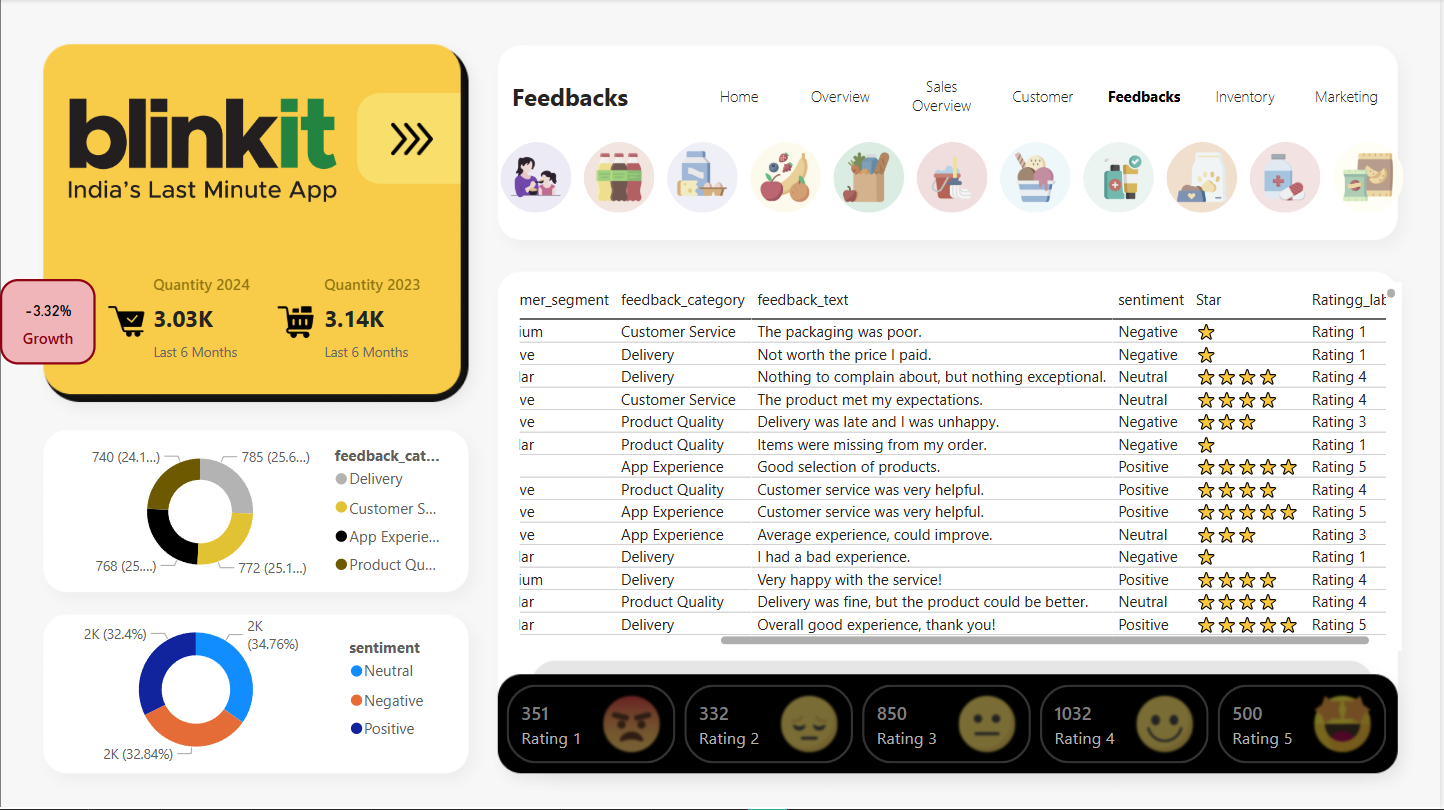 blinkit
India's Last Minute App
Quantity 2024
3.03K
Last 6 Months
Quantity 2023
3.14K
Last 6 Months
-3.32%
Growth
740 (24.1...)
785 (25.6...)
768 (25....)
772 (25.1...)
feedback_cat...
Delivery
Customer S...
App Experie...
Product Qu...
2K (32.4%)
2K
(34.76%)
2K (32.84%)
sentiment
Neutral
Negative
Positive
Feedbacks
Home
Overview
Sales
Overview
Customer
Feedbacks
Inventory
Marketing
mer_segment feedback_category feedback_text sentiment Star Ratingg_lab
ium Customer Service The packaging was poor. Negative Rating 1
ve Delivery Not worth the price I paid. Negative Rating 1
lar Delivery Nothing to complain about, but nothing exceptional. Neutral Rating 4
ve Customer Service The product met my expectations. Neutral Rating 4
ve Product Quality Delivery was late and I was unhappy. Negative Rating 3
lar Product Quality Items were missing from my order. Negative Rating 1
App Experience Good selection of products. Positive Rating 5
ve Product Quality Customer service was very helpful. Positive Rating 4
ve App Experience Customer service was very helpful. Positive Rating 5
ve App Experience Average experience, could improve. Neutral Rating 3
lar Delivery I had a bad experience. Negative Rating 1
ium Delivery Very happy with the service! Positive Rating 4
lar Product Quality Delivery was fine, but the product could be better. Neutral Rating 4
lar Delivery Overall good experience, thank you! Positive Rating 5
351
Rating 1
332
Rating 2
850
Rating 3
1032
Rating 4
500
Rating 5